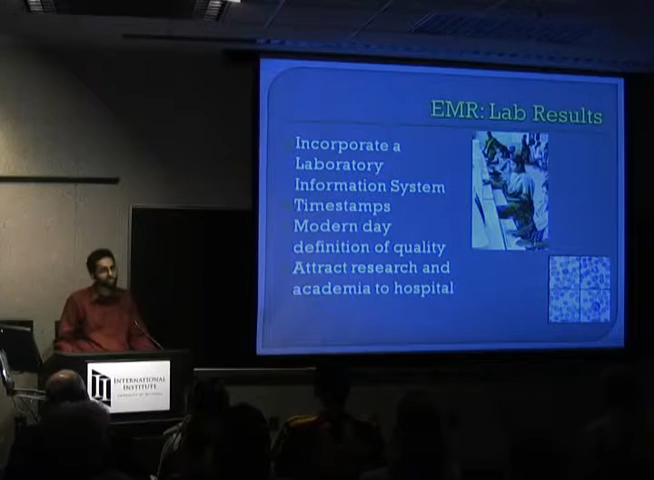 EMR: Lab Results
Incorporate a
Laboratory
Information System
Timestamps
Modern day
definition of quality
Attract research and
academia to hospital
INTERNATIONAL
INSTITUTE